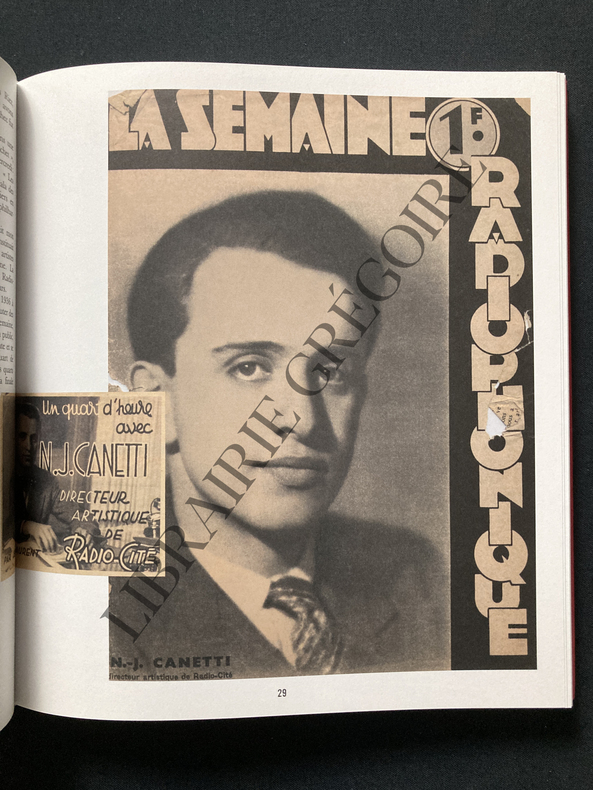 LA SEMAINE
1F.
RADIOPHONIQUE
Un quart d'heure
avec
N.J. CANETTI
DIRECTEUR
ARTISTIQUE
DE
RADIO-CITÉ
LAURENT
N.-J. CANETTI
directeur artistique de Radio-Cité
29
LIBRAIRIE GRÉGOIRE